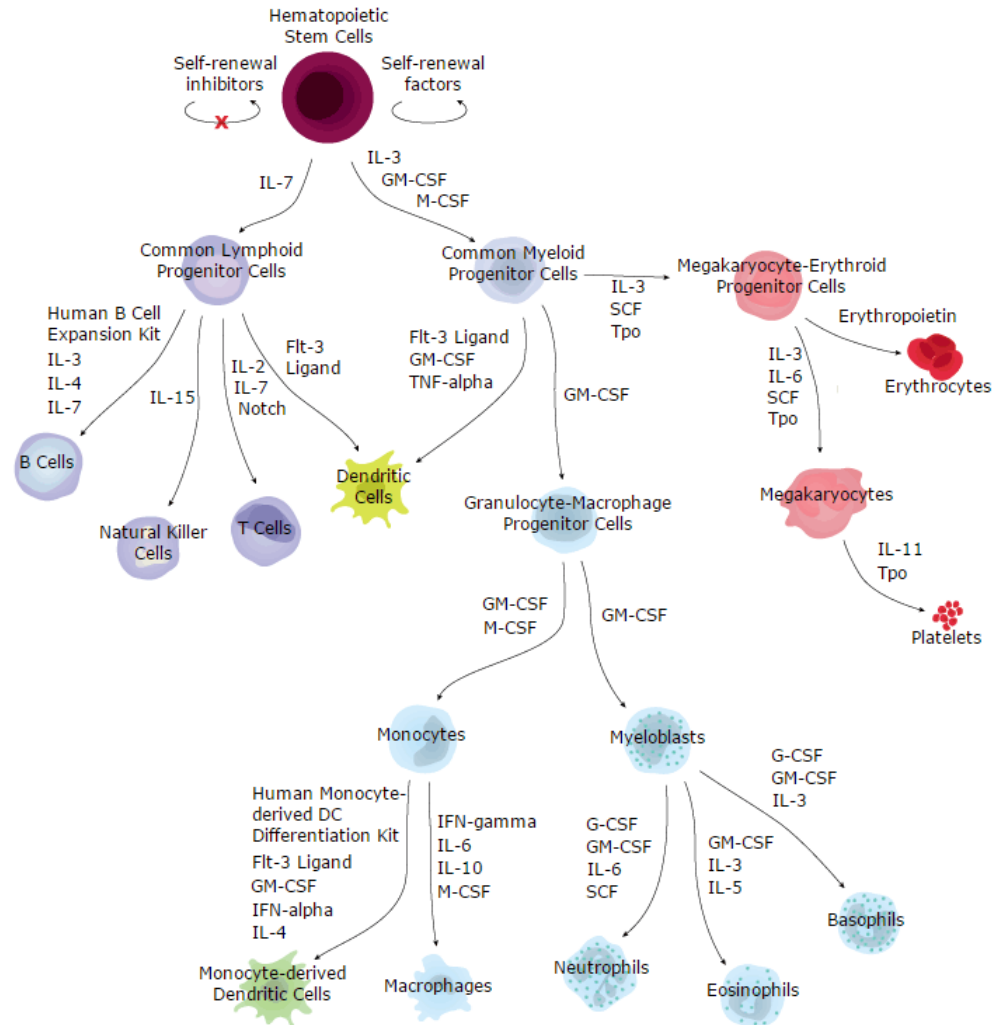 Hematopoietic
Stem Cells
Self-renewal
inhibitors
X
Self-renewal
factors
IL-7
IL-3
GM-CSF
M-CSF
Common Lymphoid
Progenitor Cells
Common Myeloid
Progenitor Cells
Megakaryocyte-Erythroid
Progenitor Cells
IL-3
SCF
Tpo
Human B Cell
Expansion Kit
IL-3
IL-4
IL-7
IL-15
IL-2
IL-7
Notch
Flt-3
Ligand
Flt-3 Ligand
GM-CSF
TNF-alpha
GM-CSF
Erythropoietin
Erythrocytes
IL-3
IL-6
SCF
Tpo
B Cells
Natural Killer
Cells
T Cells
Dendritic
Cells
Granulocyte-Macrophage
Progenitor Cells
Megakaryocytes
IL-11
Tpo
Platelets
GM-CSF
M-CSF
GM-CSF
Monocytes
Myeloblasts
Human Monocyte-
derived DC
Differentiation Kit
Flt-3 Ligand
GM-CSF
IFN-alpha
IL-4
IFN-gamma
IL-6
IL-10
M-CSF
G-CSF
GM-CSF
IL-6
SCF
GM-CSF
IL-3
IL-5
G-CSF
GM-CSF
IL-3
Monocyte-derived
Dendritic Cells
Macrophages
Neutrophils
Eosinophils
Basophils